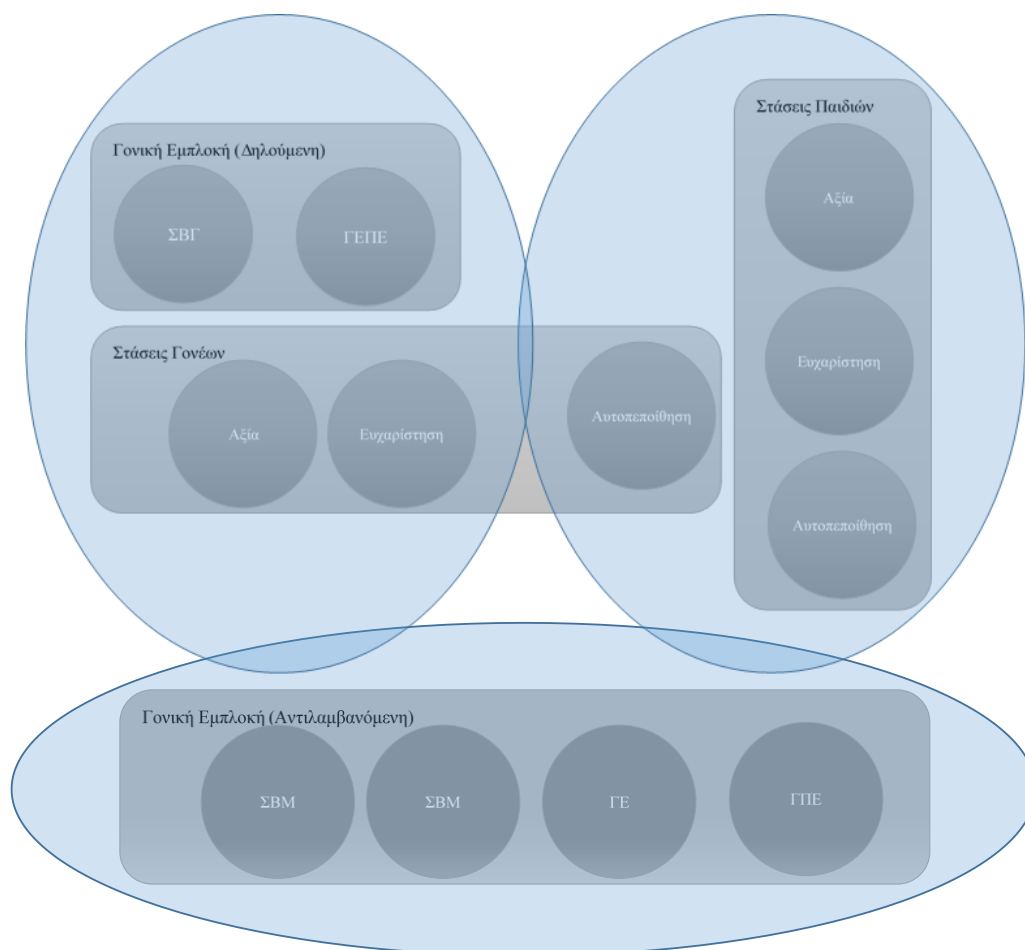 Στάσεις Παιδιών
Αξία
Ευχαρίστηση
Αυτοπεποίθηση
Γονική Εμπλοκή (Δηλούμενη)
ΣΒΓ
ΓΕΠΕ
Στάσεις Γονέων
Αξία
Ευχαρίστηση
Αυτοπεποίθηση
Γονική Εμπλοκή (Αντιλαμβανόμενη)
ΣΒΜ
ΣΒΜ
ΓΕ
ΓΠΕ